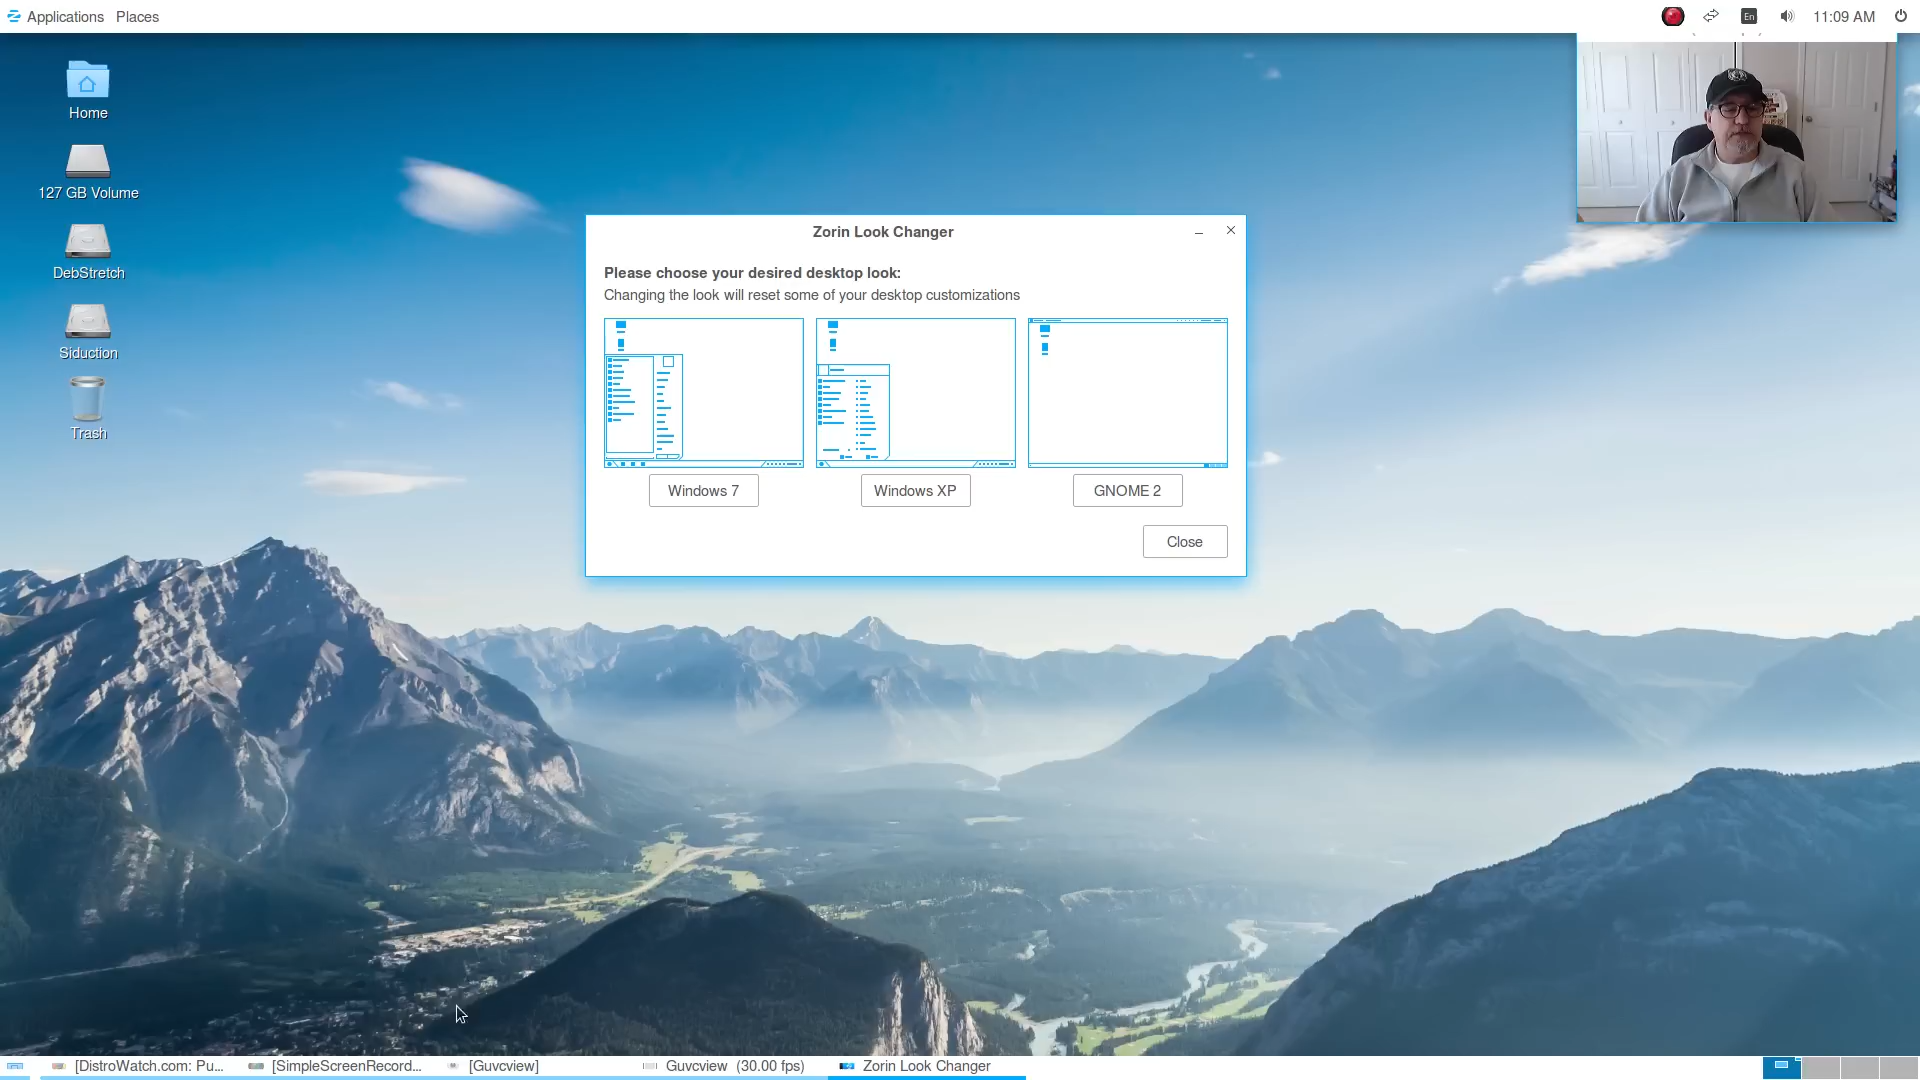 Applications Places
En 11:09 AM
Home
127 GB Volume
DebStretch
Siduction
Trash
Zorin Look Changer
Please choose your desired desktop look:
Changing the look will reset some of your desktop customizations
Windows 7
Windows XP
GNOME 2
Close
[DistroWatch.com: Pu...
[SimpleScreenRecord...
[Guvcview]
Guvcview (30.00 fps)
Zorin Look Changer